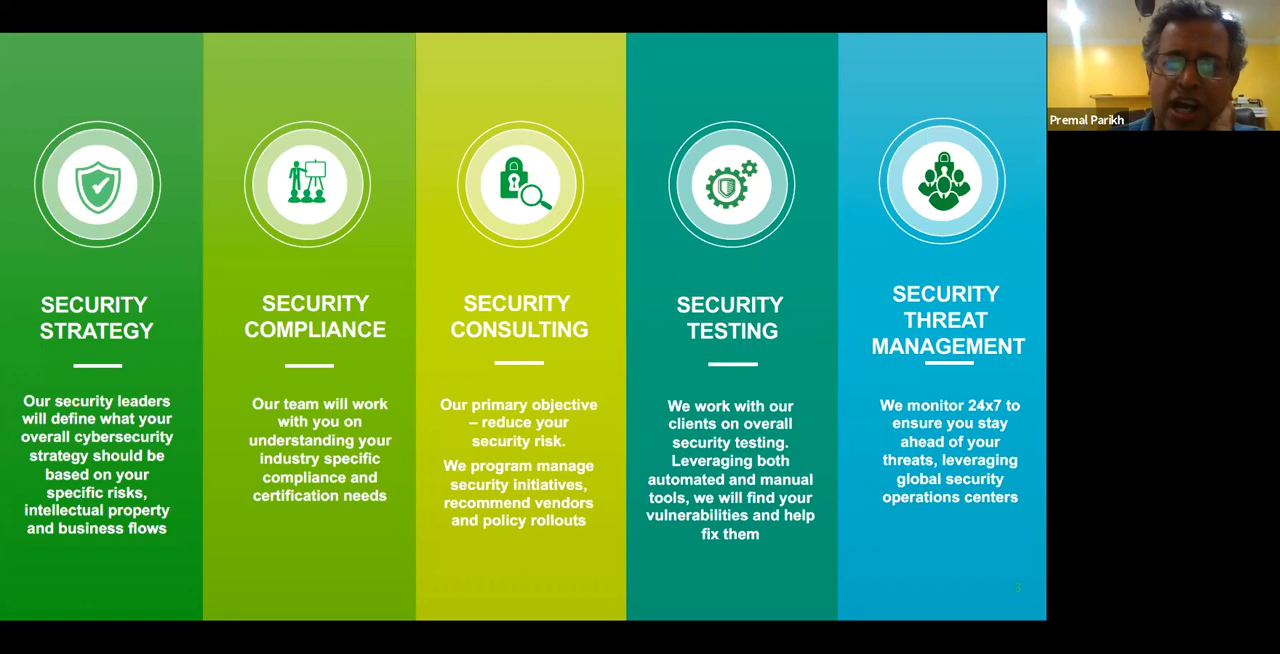 SECURITY
STRATEGY
Our security leaders
will define what your
overall cybersecurity
strategy should be
based on your
specific risks,
intellectual property
and business flows
SECURITY
COMPLIANCE
Our team will work
with you on
understanding your
industry specific
compliance and
certification needs
SECURITY
CONSULTING
Our primary objective
– reduce your
security risk.
We program manage
security initiatives,
recommend vendors
and policy rollouts
SECURITY
TESTING
We work with our
clients on overall
security testing.
Leveraging both
automated and manual
tools, we will find your
vulnerabilities and help
fix them
SECURITY
THREAT
MANAGEMENT
We monitor 24x7 to
ensure you stay
ahead of your
threats, leveraging
global security
operations centers
3
Premal Parikh